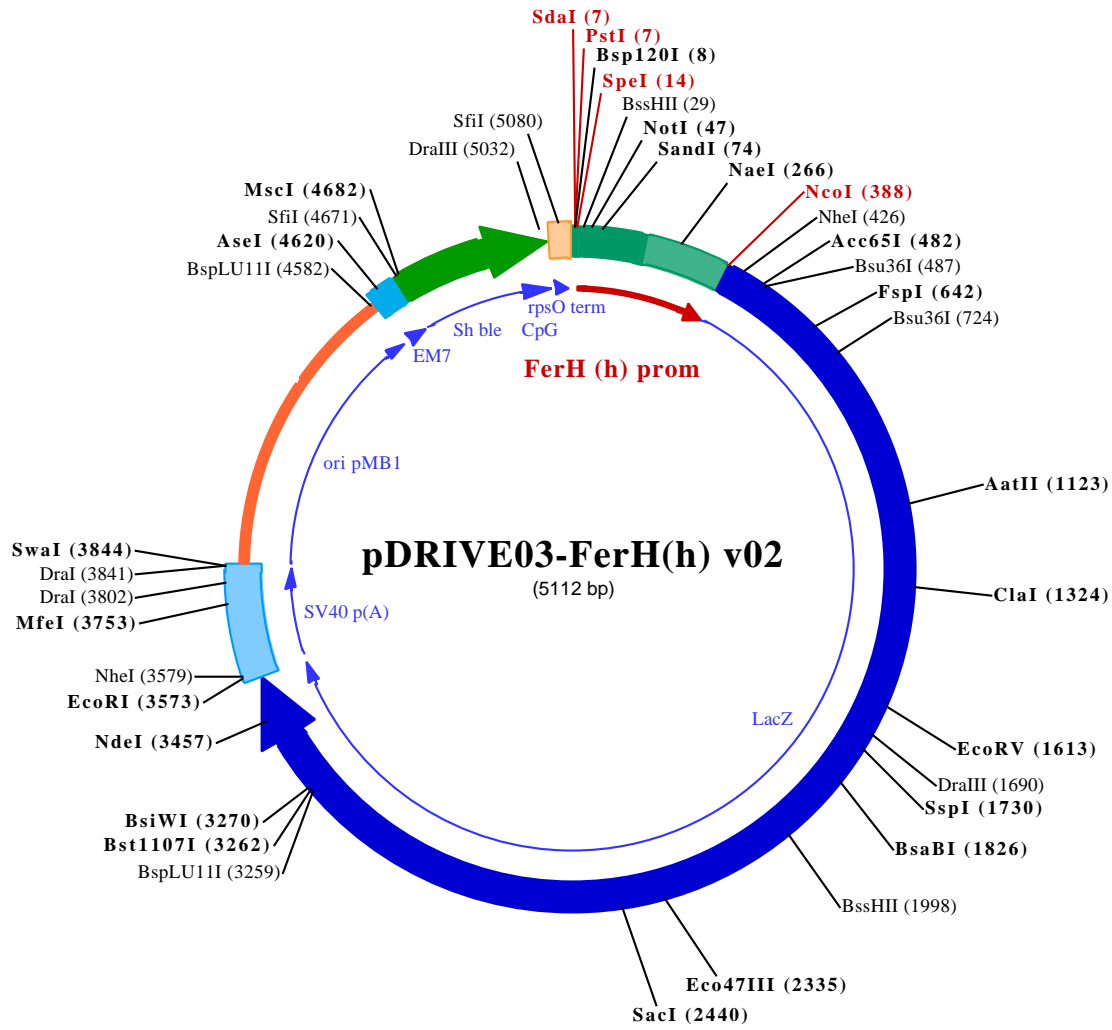 SdaI (7)
PstI (7)
Bsp120I (8)
SpeI (14)
BssHII (29)
NotI (47)
SandI (74)
NaeI (266)
NcoI (388)
NheI (426)
Acc65I (482)
Bsu36I (487)
FspI (642)
Bsu36I (724)
AatII (1123)
ClaI (1324)
EcoRV (1613)
DraIII (1690)
SspI (1730)
BsaBI (1826)
BssHII (1998)
Eco47III (2335)
SacI (2440)
BspLU11I (3259)
Bst1107I (3262)
BsiWI (3270)
NdeI (3457)
EcoRI (3573)
NheI (3579)
MfeI (3753)
DraI (3802)
DraI (3841)
SwaI (3844)
BspLU11I (4582)
AseI (4620)
SfiI (4671)
MscI (4682)
DraIII (5032)
SfiI (5080)
rpsO term
Sh ble
CpG
EM7
FerH (h) prom
ori pMB1
pDRIVE03-FerH(h) v02
(5112 bp)
SV40 p(A)
LacZ